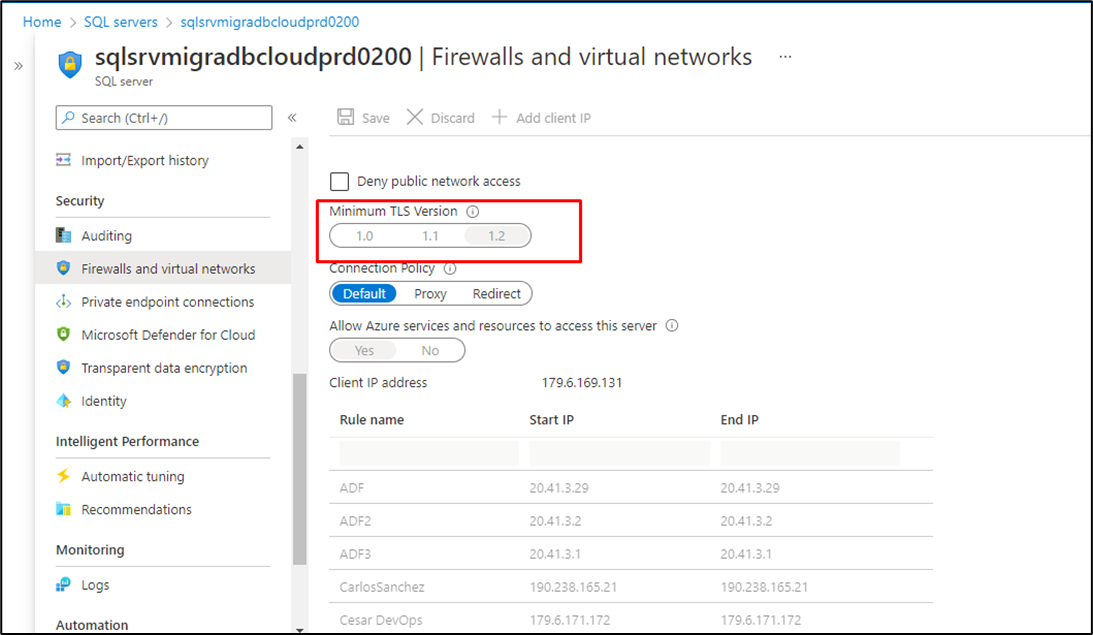 Home > SQL servers > sqlsrvmigradbcloudprd0200
sqlsrvmigradbcloudprd0200 | Firewalls and virtual networks ...
SQL server
Search (Ctrl+/)
Import/Export history
Security
Auditing
Firewalls and virtual networks
Private endpoint connections
Microsoft Defender for Cloud
Transparent data encryption
Identity
Intelligent Performance
Automatic tuning
Recommendations
Monitoring
Logs
Automation
Save Discard Add client IP
Deny public network access
Minimum TLS Version
1.0 1.1 1.2
Connection Policy
Default Proxy Redirect
Allow Azure services and resources to access this server
Yes No
Client IP address 179.6.169.131
Rule name Start IP End IP
ADF 20.41.3.29 20.41.3.29
ADF2 20.41.3.2 20.41.3.2
ADF3 20.41.3.1 20.41.3.1
CarlosSanchez 190.238.165.21 190.238.165.21
Cesar DevOps 179.6.171.172 179.6.171.172